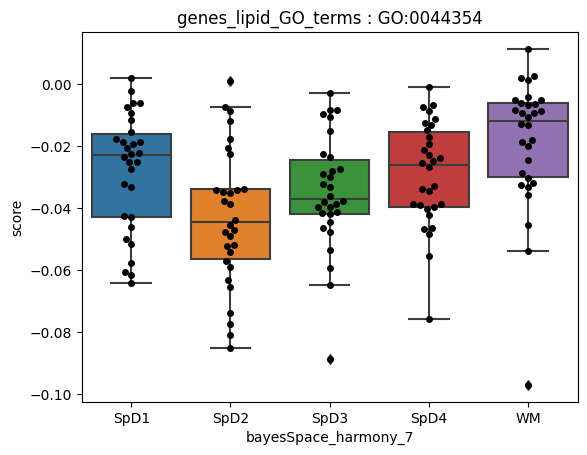 genes_lipid_GO_terms : GO:0044354
score
0.00
−0.02
−0.04
−0.06
−0.08
−0.10
SpD1 SpD2 SpD3 SpD4 WM
bayesSpace_harmony_7